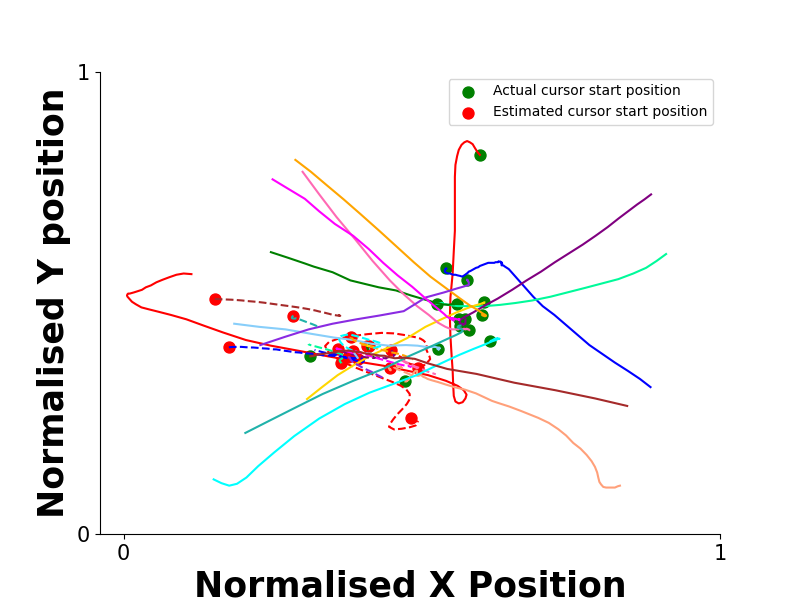 1
Actual cursor start position
Estimated cursor start position
Normalised Y position
0
0
1
Normalised X Position